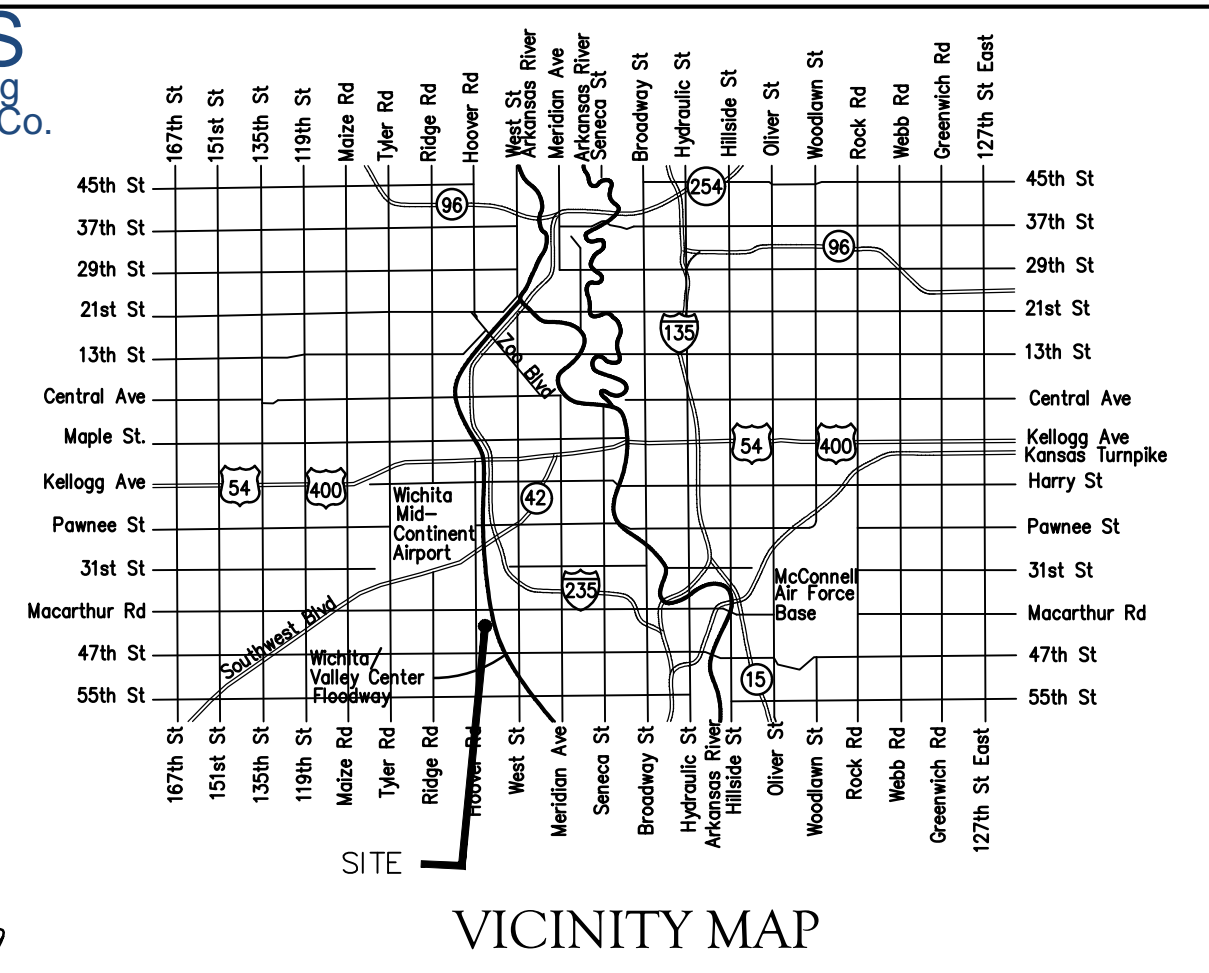 S
g
Co.
167th St
151st St
135th St
119th St
Maize Rd
Tyler Rd
Ridge Rd
Hoover Rd
West St
Arkansas River
Meridian Ave
Arkansas River
Seneca St
Broadway St
Hydraulic St
Hillside St
Oliver St
Woodlawn St
Rock Rd
Webb Rd
Greenwich Rd
127th St East
45th St
37th St
29th St
21st St
13th St
Central Ave
Maple St.
Kellogg Ave
Pawnee St
31st St
Macarthur Rd
47th St
55th St
96
254
96
135
Zoo Blvd
54
400
54
400
42
Wichita
Mid-
Continent
Airport
235
McConnell
Air Force
Base
Southwest Blvd
Wichita/
Valley Center
Floodway
15
45th St
37th St
29th St
21st St
13th St
Central Ave
Kellogg Ave
Kansas Turnpike
Harry St
Pawnee St
31st St
Macarthur Rd
47th St
55th St
167th St
151st St
135th St
119th St
Maize Rd
Tyler Rd
Ridge Rd
Hoover Rd
West St
Meridian Ave
Seneca St
Broadway St
Hydraulic St
Arkansas River
Hillside St
Oliver St
Woodlawn St
Rock Rd
Webb Rd
Greenwich Rd
127th St East
SITE
VICINITY MAP